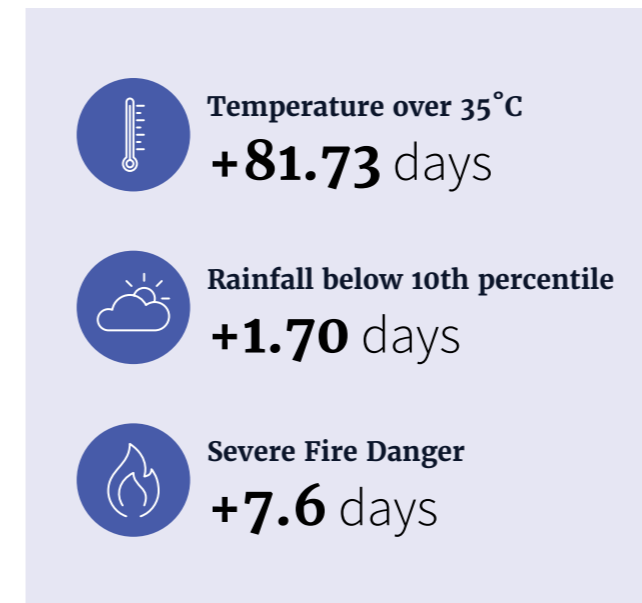 Temperature over 35°C
+81.73 days
Rainfall below 10th percentile
+1.70 days
Severe Fire Danger
+7.6 days